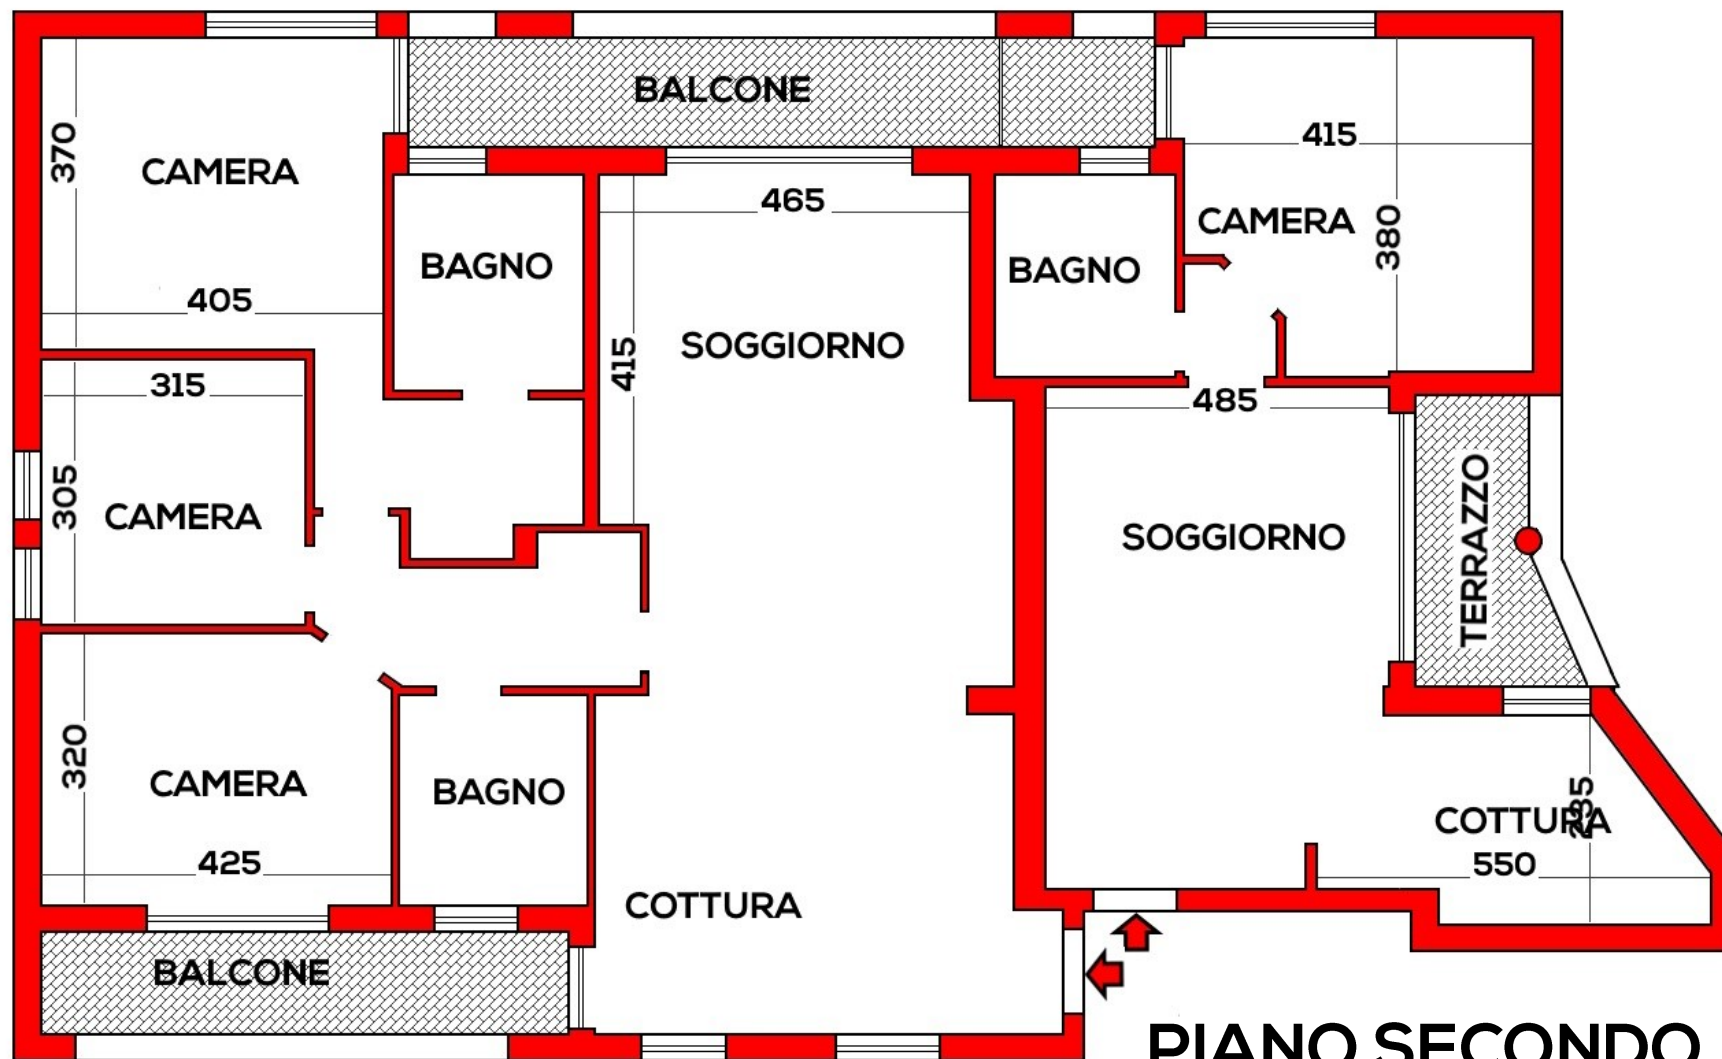 BALCONE
370
CAMERA
415
465
CAMERA
380
BAGNO
BAGNO
405
SOGGIORNO
415
315
485
305
CAMERA
SOGGIORNO
TERRAZZO
320
CAMERA
BAGNO
COTTURA
235
425
550
COTTURA
BALCONE
PIANO SECONDO